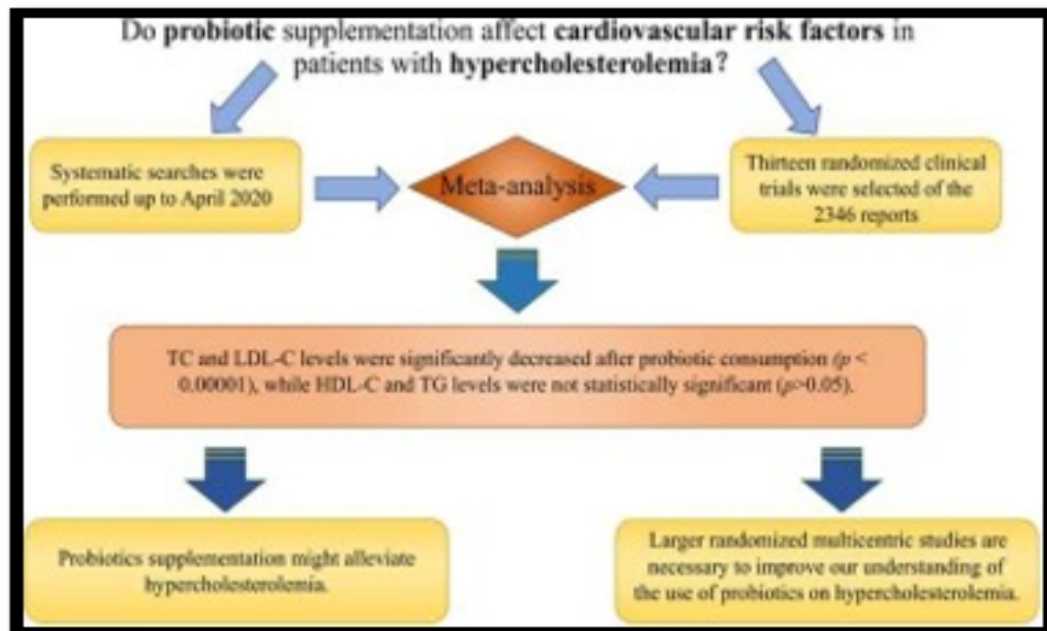 Do probiotic supplementation affect cardiovascular risk factors in
patients with hypercholesterolemia?
Systematic searches were
performed up to April 2020
Meta-analysis
Thirteen randomized clinical
trials were selected of the
2346 reports
TC and LDL-C levels were significantly decreased after probiotic consumption (p <
0.00001), while HDL-C and TG levels were not statistically significant (p>0.05).
Probiotics supplementation might alleviate
hypercholesterolemia.
Larger randomized multicentric studies are
necessary to improve our understanding of
the use of probiotics on hypercholesterolemia.